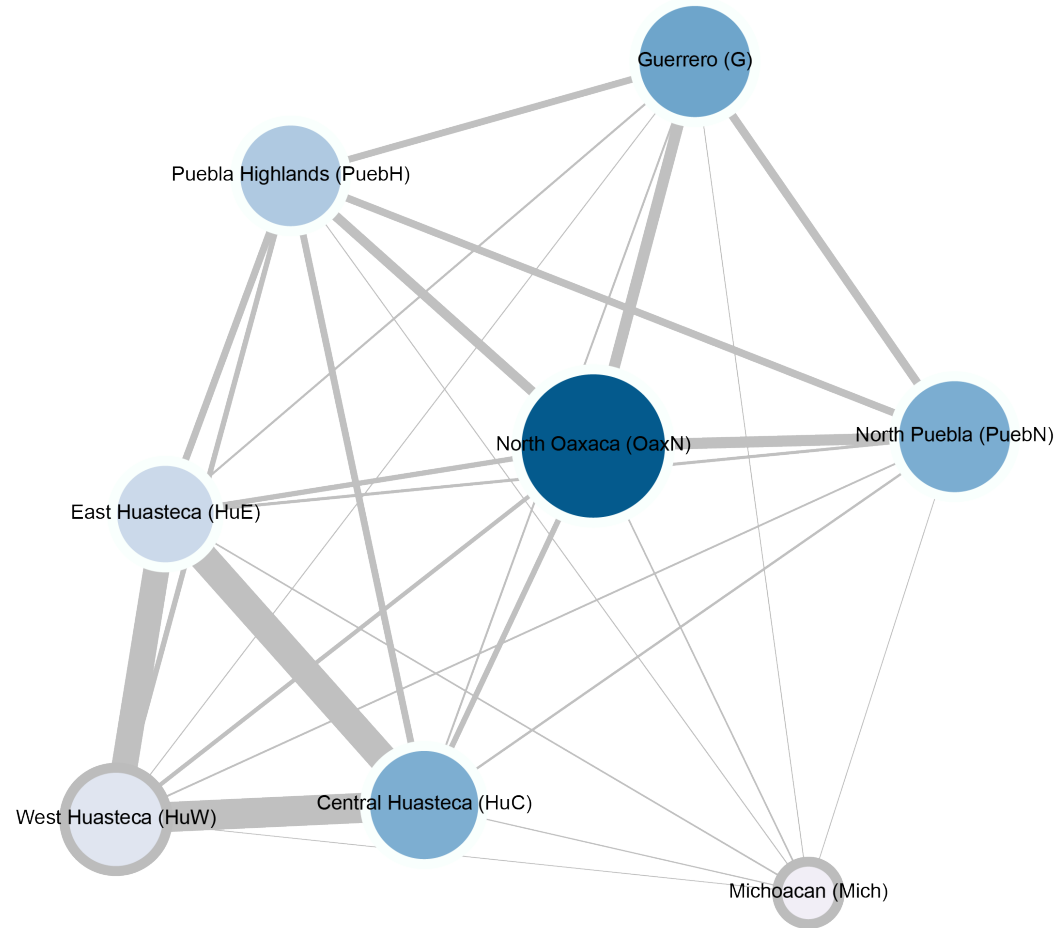 Guerrero (G)
Puebla Highlands (PuebH)
North Oaxaca (OaxN)
North Puebla (PuebN)
East Huasteca (HuE)
Central Huasteca (HuC)
West Huasteca (HuW)
Michoacan (Mich)